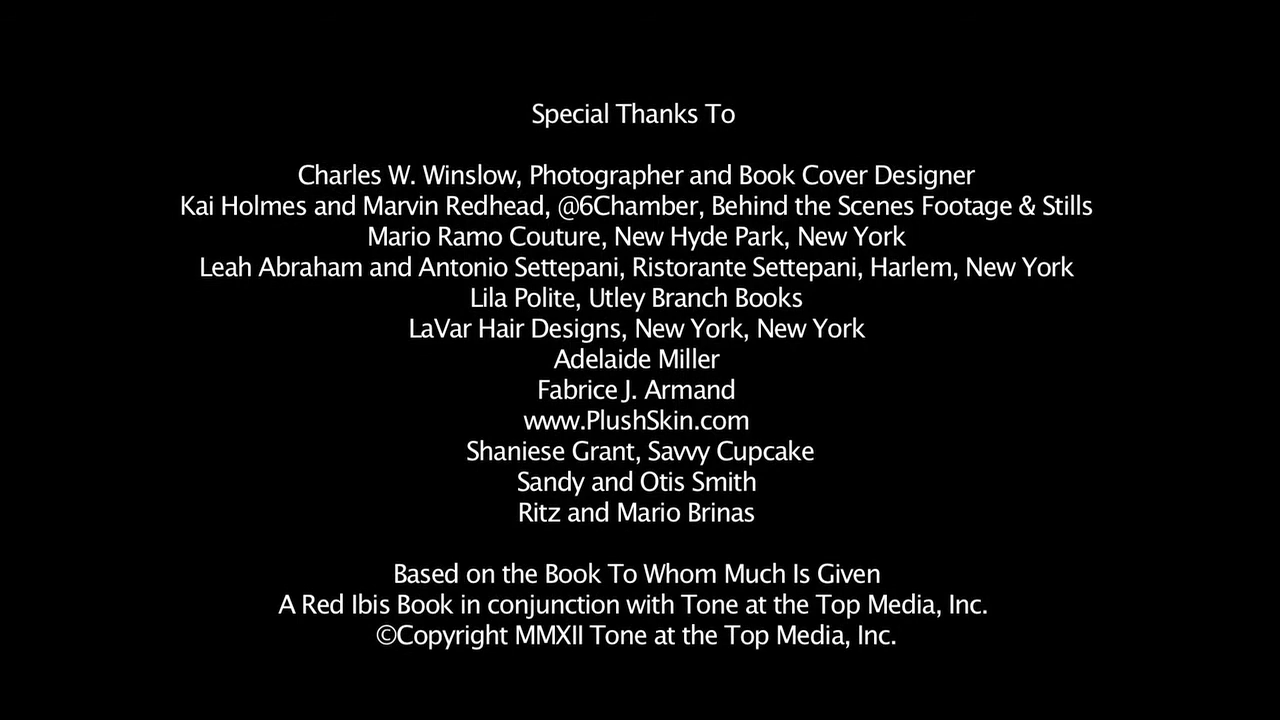 Special Thanks To
Charles W. Winslow, Photographer and Book Cover Designer
Kai Holmes and Marvin Redhead, @6Chamber, Behind the Scenes Footage & Stills
Mario Ramo Couture, New Hyde Park, New York
Leah Abraham and Antonio Settepani, Ristorante Settepani, Harlem, New York
Lila Polite, Utley Branch Books
LaVar Hair Designs, New York, New York
Adelaide Miller
Fabrice J. Armand
www.PlushSkin.com
Shaniese Grant, Savvy Cupcake
Sandy and Otis Smith
Ritz and Mario Brinas
Based on the Book To Whom Much Is Given
A Red Ibis Book in conjunction with Tone at the Top Media, Inc.
©Copyright MMXII Tone at the Top Media, Inc.